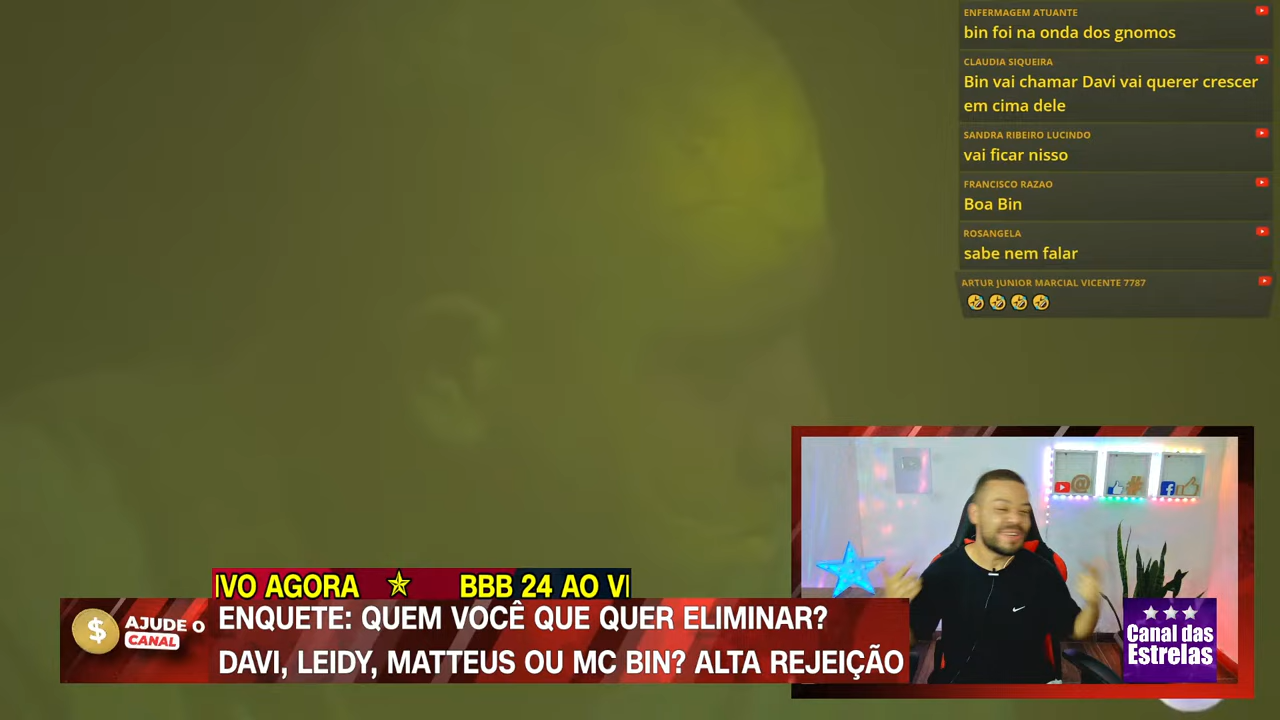 ENFERMAGEM ATUANTE
bin foi na onda dos gnomos
CLAUDIA SIQUEIRA
Bin vai chamar Davi vai querer crescer
em cima dele
SANDRA RIBEIRO LUCINDO
vai ficar nisso
FRANCISCO RAZAO
Boa Bin
ROSANGELA
sabe nem falar
ARTUR JUNIOR MARCIAL VICENTE 7787
🤣 🤣 🤣 🤣
IVO AGORA BBB 24 AO VI
$ AJUDE O
CANAL
ENQUETE: QUEM VOCÊ QUE QUER ELIMINAR?
DAVI, LEIDY, MATTEUS OU MC BIN? ALTA REJEIÇÃO
Canal das
Estrelas